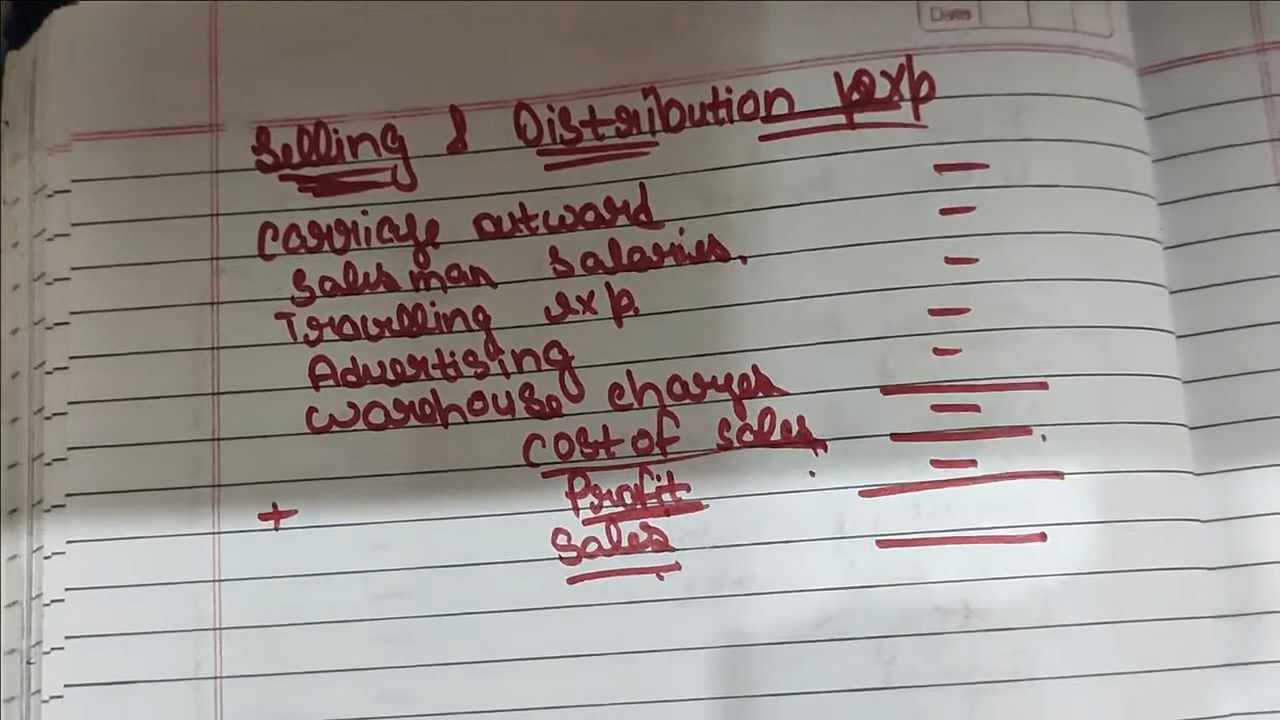 Date
Selling & Distribution exp
Carriage outward —
Salesman salaries. —
Travelling exp. —
Advertising —
Warehouse charges —
Cost of sales —
+ Profit —
Sales